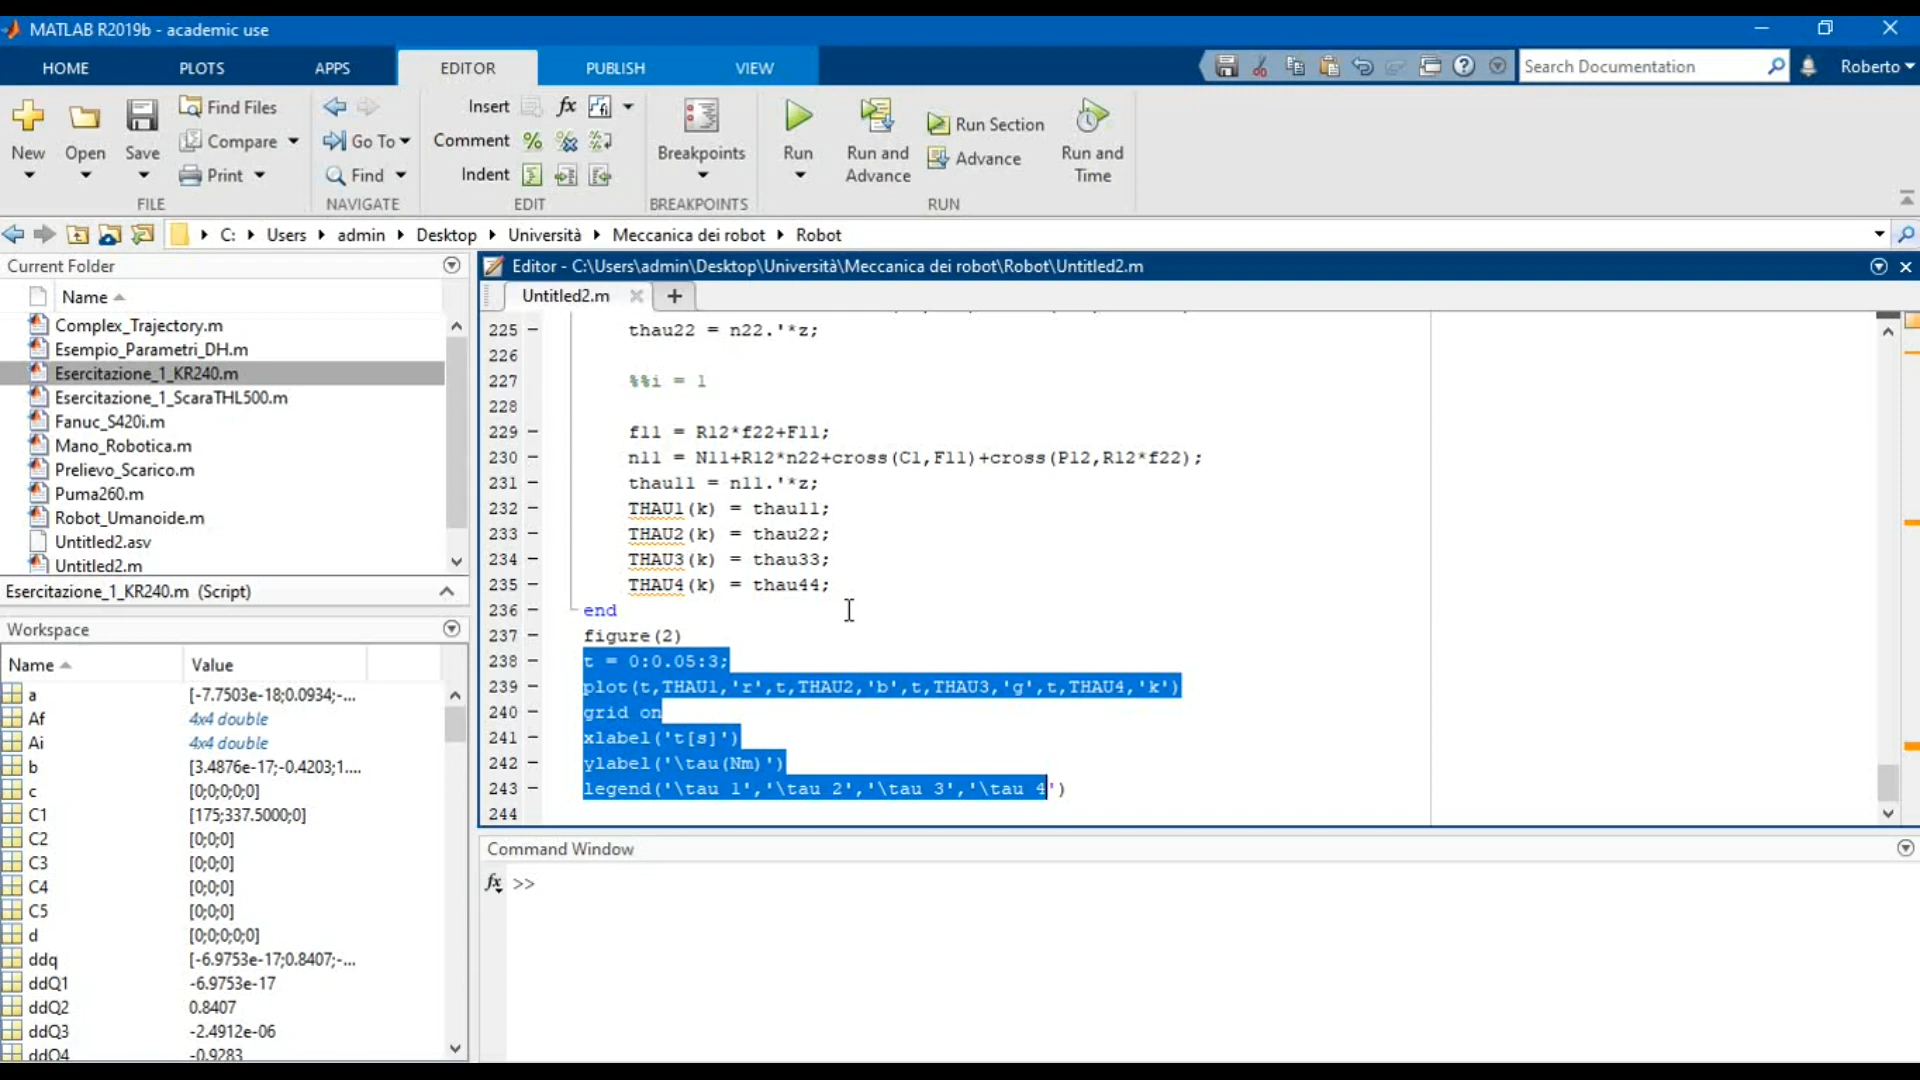 MATLAB R2019b - academic use
HOME PLOTS APPS EDITOR PUBLISH VIEW
Search Documentation
Roberto
New
Open
Save
Find Files
Compare
Print
FILE
Go To
Find
NAVIGATE
Insert
Comment
Indent
EDIT
Breakpoints
BREAKPOINTS
Run
Run and Advance
Run Section
Advance
Run and Time
RUN
C: Users admin Desktop Università Meccanica dei robot Robot
Current Folder
Name
Complex_Trajectory.m
Esempio_Parametri_DH.m
Esercitazione_1_KR240.m
Esercitazione_1_ScaraTHL500.m
Fanuc_S420i.m
Mano_Robotica.m
Prelievo_Scarico.m
Puma260.m
Robot_Umanoide.m
Untitled2.asv
Untitled2.m
Esercitazione_1_KR240.m (Script)
Workspace
Name Value
a [-7.7503e-18;0.0934;-...
Af 4x4 double
Ai 4x4 double
b [3.4876e-17;-0.4203;1....
c [0;0;0;0;0]
C1 [175;337.5000;0]
C2 [0;0;0]
C3 [0;0;0]
C4 [0;0;0]
C5 [0;0;0]
d [0;0;0;0;0]
ddq [-6.9753e-17;0.8407;-...
ddQ1 -6.9753e-17
ddQ2 0.8407
ddQ3 -2.4912e-06
ddQ4 -0.9283
Editor - C:\Users\admin\Desktop\Università\Meccanica dei robot\Robot\Untitled2.m
Untitled2.m
225 - thau22 = n22.'*z;
226
227 %%i = 1
228
229 - f11 = R12*f22+F11;
230 - n11 = N11+R12*n22+cross(C1,F11)+cross(P12,R12*f22);
231 - thau11 = n11.'*z;
232 - THAU1(k) = thau11;
233 - THAU2(k) = thau22;
234 - THAU3(k) = thau33;
235 - THAU4(k) = thau44;
236 - end
237 - figure(2)
238 - t = 0:0.05:3;
239 - plot(t,THAU1,'r',t,THAU2,'b',t,THAU3,'g',t,THAU4,'k')
240 - grid on
241 - xlabel('t[s]')
242 - ylabel('\tau(Nm)')
243 - legend('\tau 1','\tau 2','\tau 3','\tau 4')
244
Command Window
fx >>